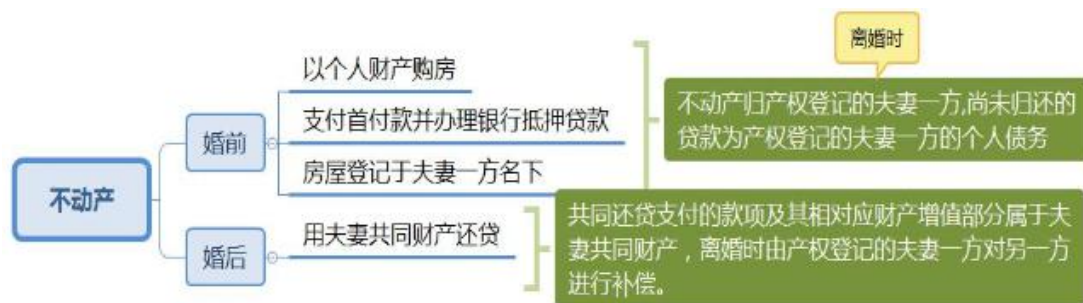 不动产
婚前
以个人财产购房
支付首付款并办理银行抵押贷款
房屋登记于夫妻一方名下
离婚时
不动产归产权登记的夫妻一方,尚未归还的
贷款为产权登记的夫妻一方的个人债务
婚后
用夫妻共同财产还贷
共同还贷支付的款项及其相对应财产增值部分属于夫
妻共同财产，离婚时由产权登记的夫妻一方对另一方
进行补偿。